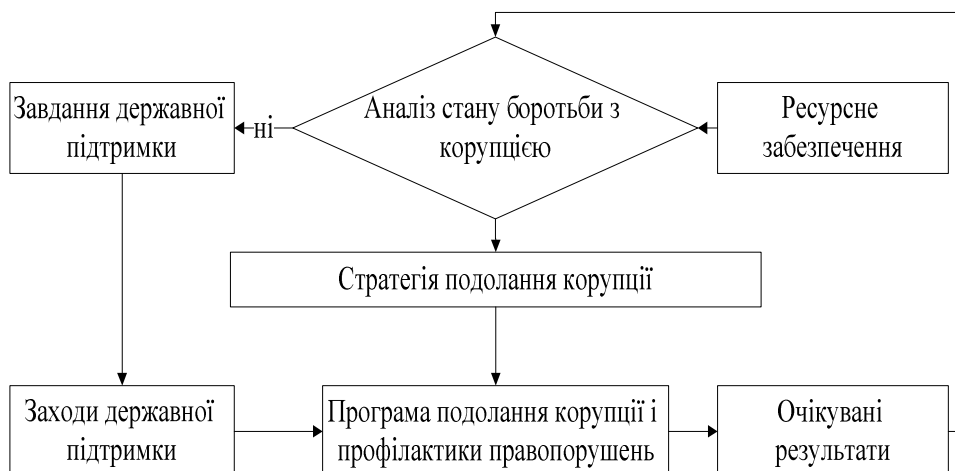 Завдання державної
підтримки
ні
Аналіз стану боротьби з
корупцією
Ресурсне
забезпечення
Стратегія подолання корупції
Заходи державної
підтримки
Програма подолання корупції і
профілактики правопорушень
Очікувані
результати